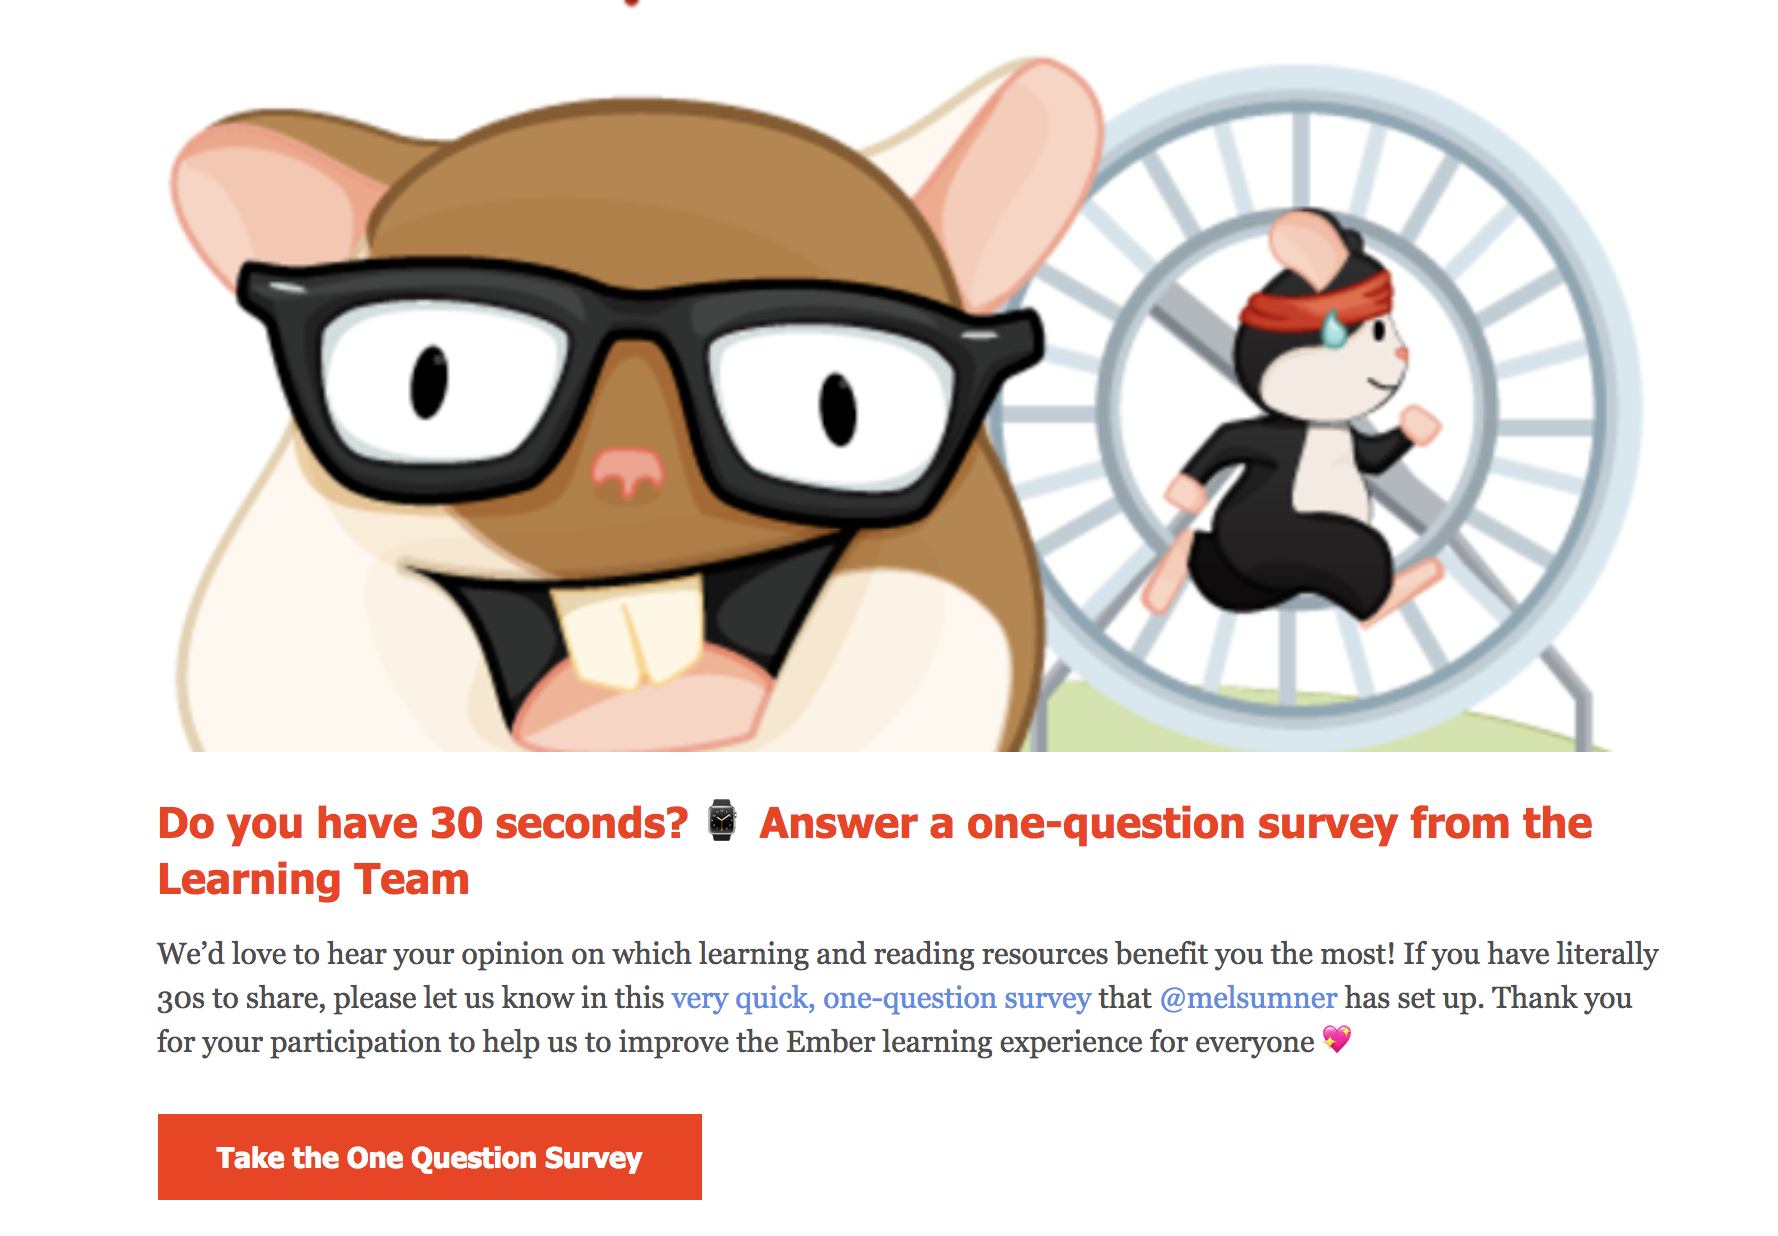 Do you have 30 seconds? ⌚ Answer a one-question survey from the
Learning Team
We’d love to hear your opinion on which learning and reading resources benefit you the most! If you have literally
30s to share, please let us know in this very quick, one-question survey that @melsumner has set up. Thank you
for your participation to help us to improve the Ember learning experience for everyone 💖
Take the One Question Survey